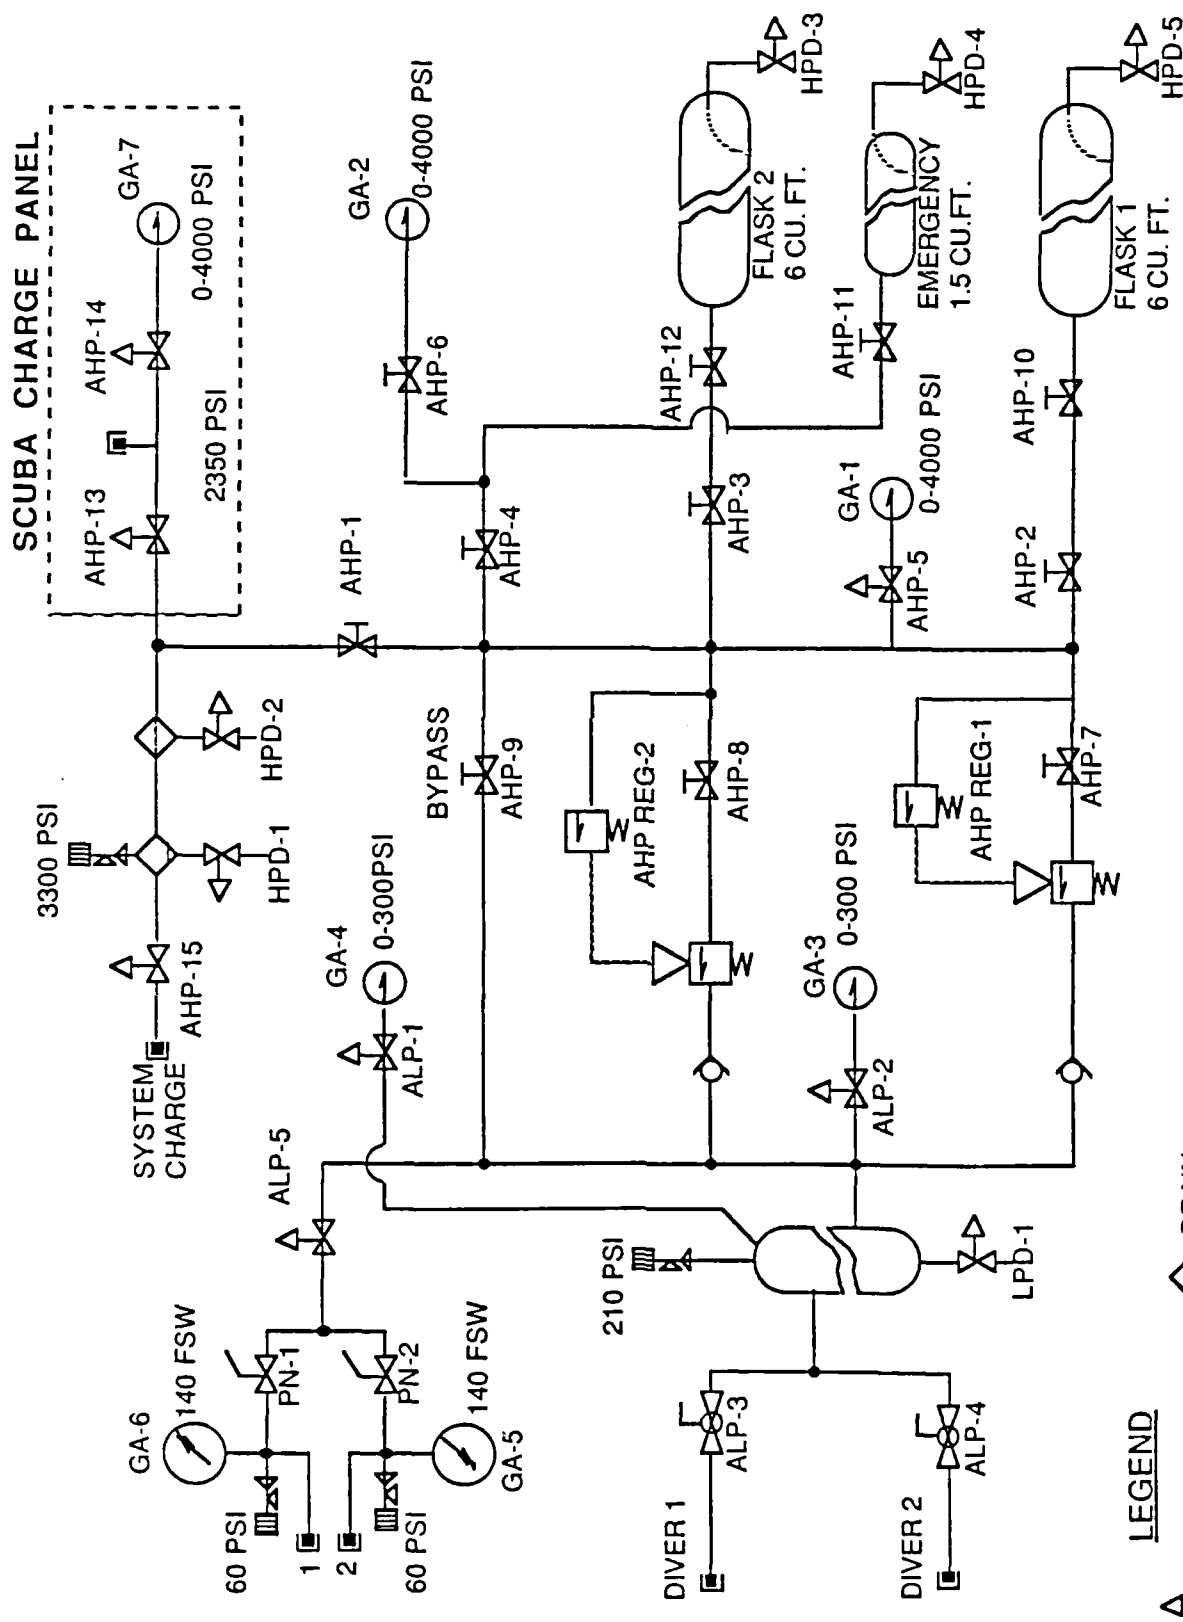 SCUBA CHARGE PANEL
3300 PSI
AHP-13
AHP-14
GA-7
0-4000 PSI
2350 PSI
SYSTEM
CHARGE
AHP-15
HPD-1
HPD-2
GA-6
140 FSW
PN-1
60 PSI
1
2
60 PSI
PN-2
140 FSW
GA-5
ALP-5
GA-4
0-300PSI
ALP-1
AHP-1
GA-2
0-4000 PSI
AHP-6
BYPASS
AHP-9
AHP-4
210 PSI
AHP REG-2
AHP-8
AHP-3
AHP-12
FLASK 2
6 CU. FT.
HPD-3
DIVER 1
ALP-3
GA-3
0-300 PSI
ALP-2
GA-1
0-4000 PSI
AHP-5
AHP-11
EMERGENCY
1.5 CU.FT.
HPD-4
DIVER 2
ALP-4
LPD-1
AHP REG-1
AHP-7
AHP-2
AHP-10
FLASK 1
6 CU. FT.
HPD-5
LEGEND